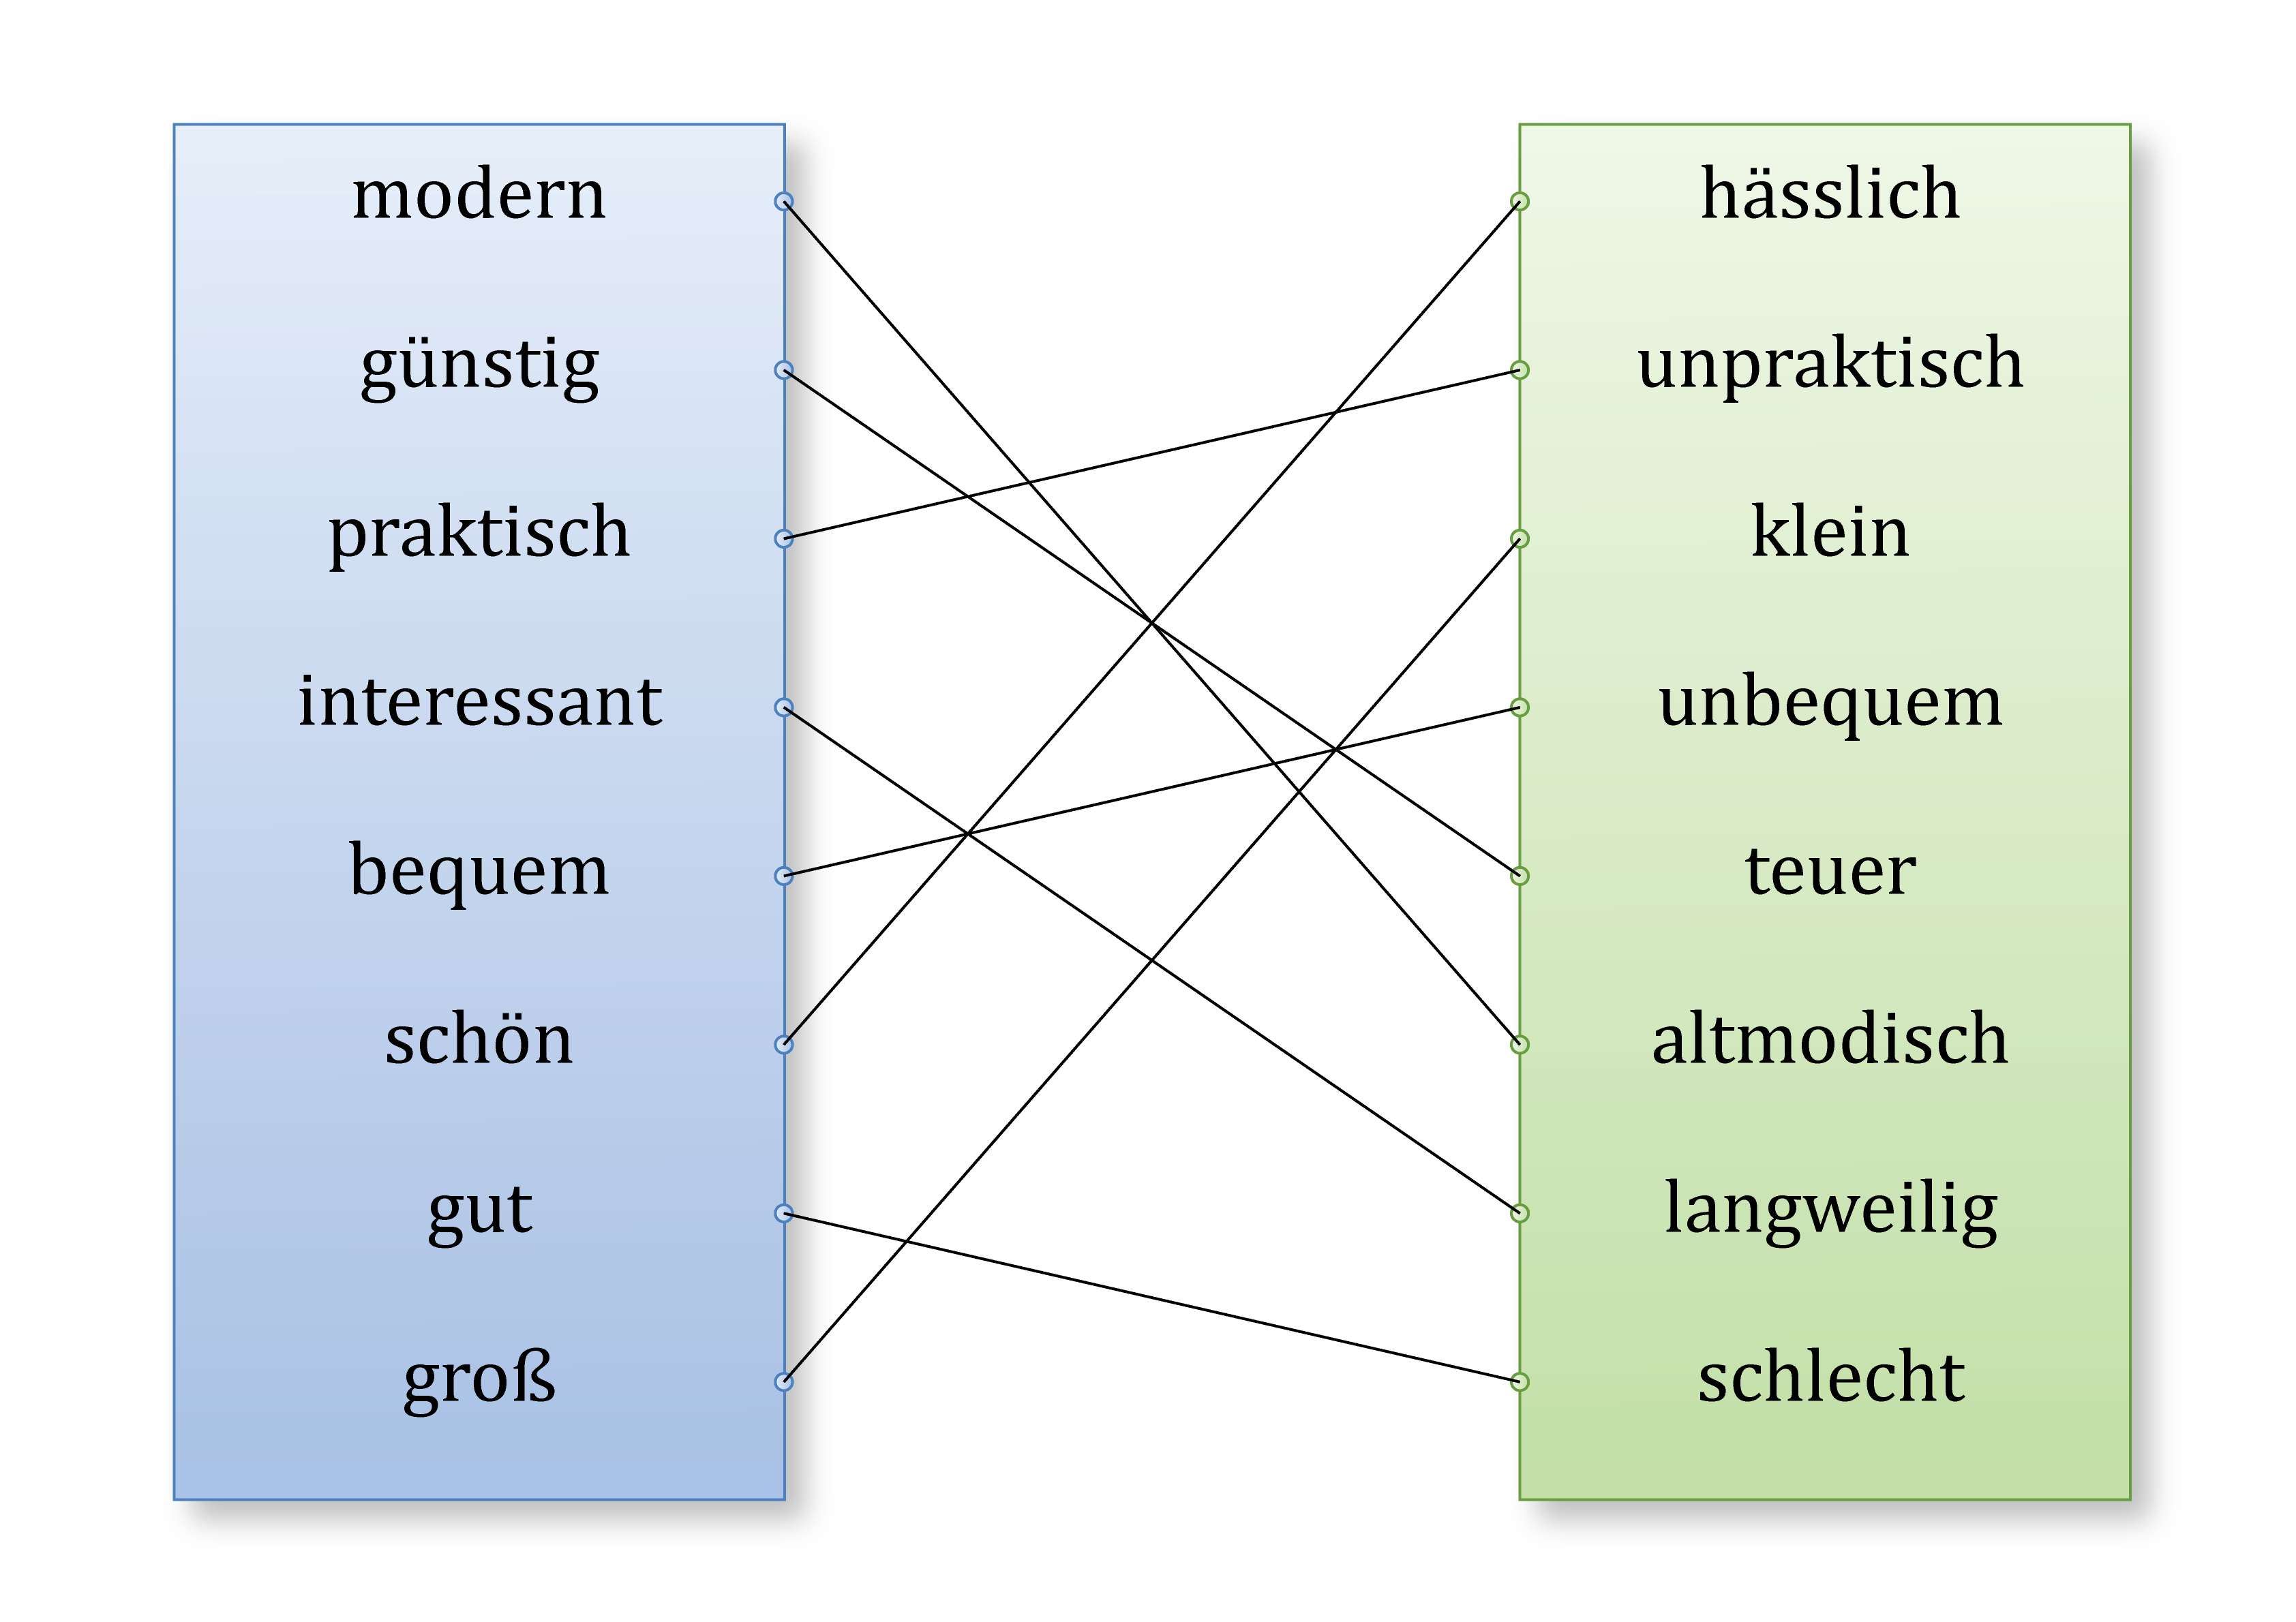 modern
günstig
praktisch
interessant
bequem
schön
gut
groß
hässlich
unpraktisch
klein
unbequem
teuer
altmodisch
langweilig
schlecht